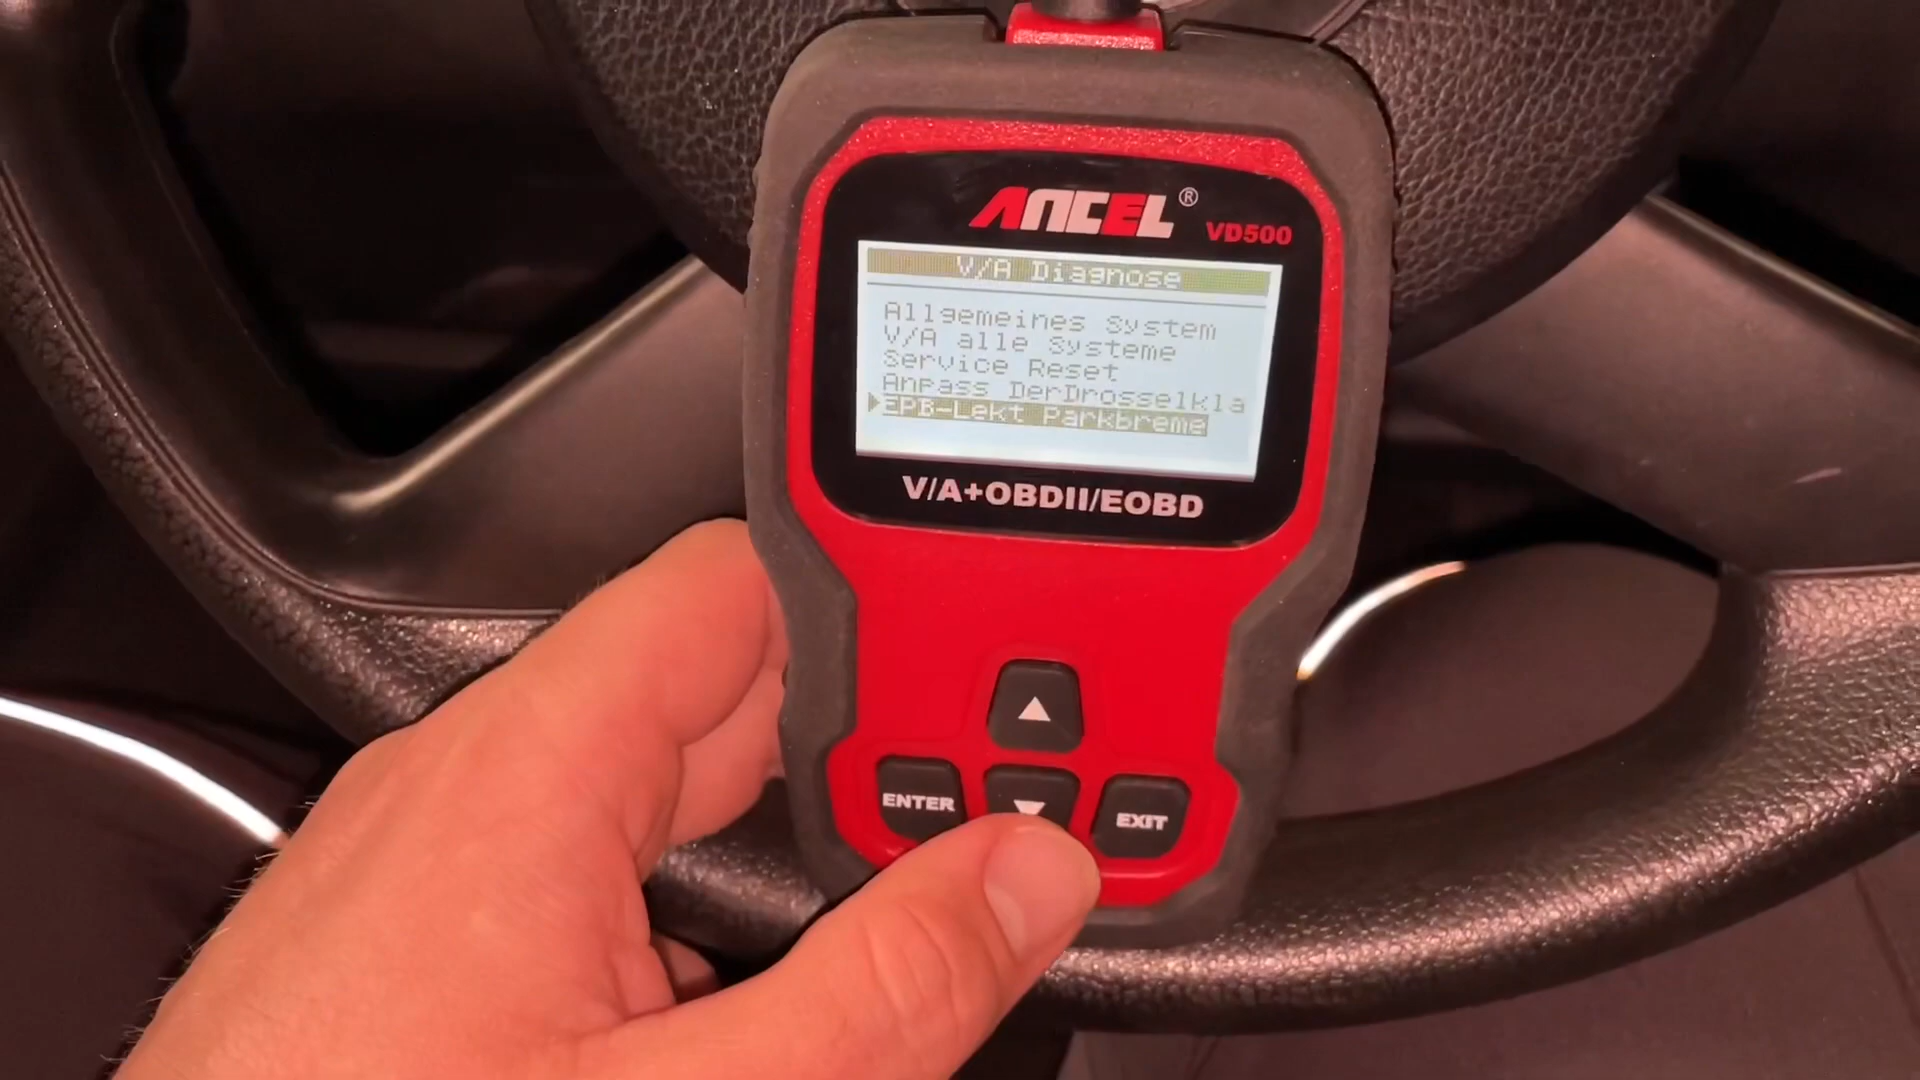 ANCEL®
VD500
V/A Diagnose
Allgemeines System
V/A alle Systeme
Service Reset
Anpass DerDrosselkla
EPB-Lekt Parkbreme
V/A+OBDII/EOBD
ENTER
EXIT